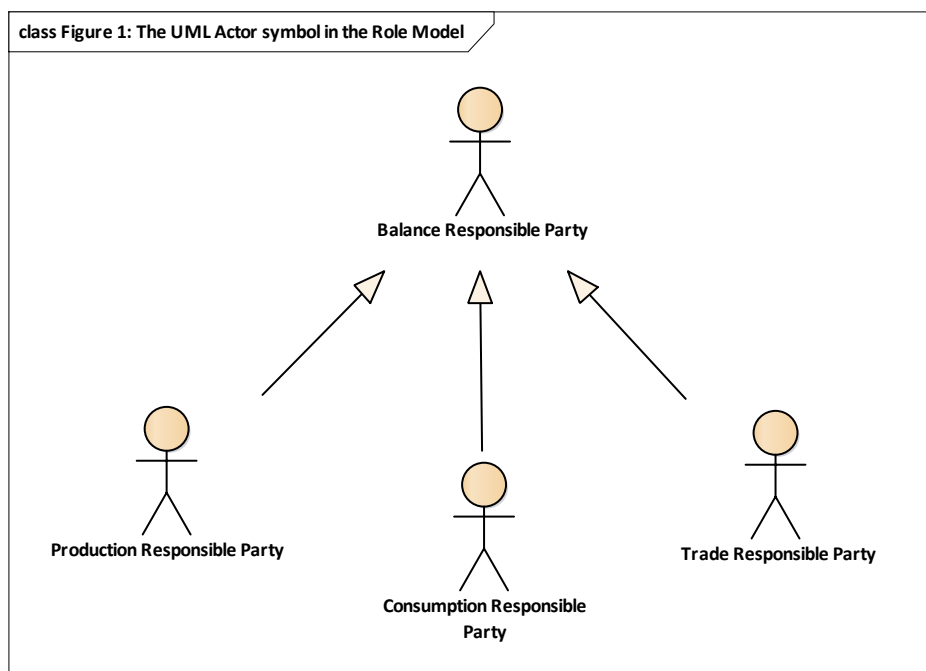 class Figure 1: The UML Actor symbol in the Role Model
Balance Responsible Party
Production Responsible Party
Consumption Responsible
Party
Trade Responsible Party